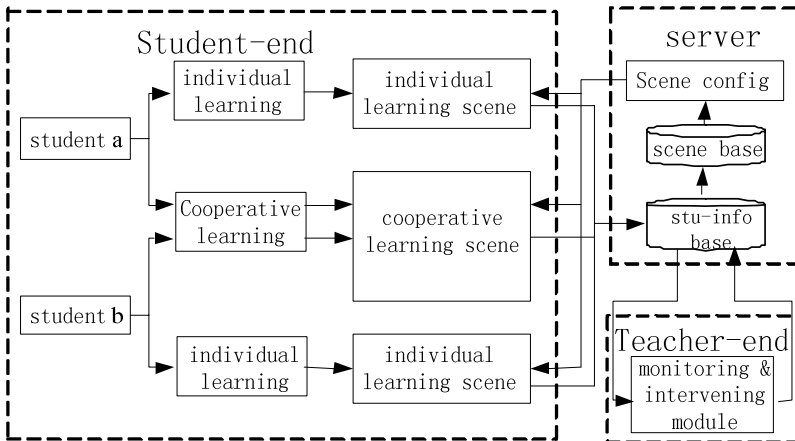 Student-end
individual
learning
individual
learning scene
student a
Cooperative
learning
cooperative
learning scene
student b
individual
learning
individual
learning scene
server
Scene config
scene base
stu-info
base
Teacher-end
monitoring &
intervening
module